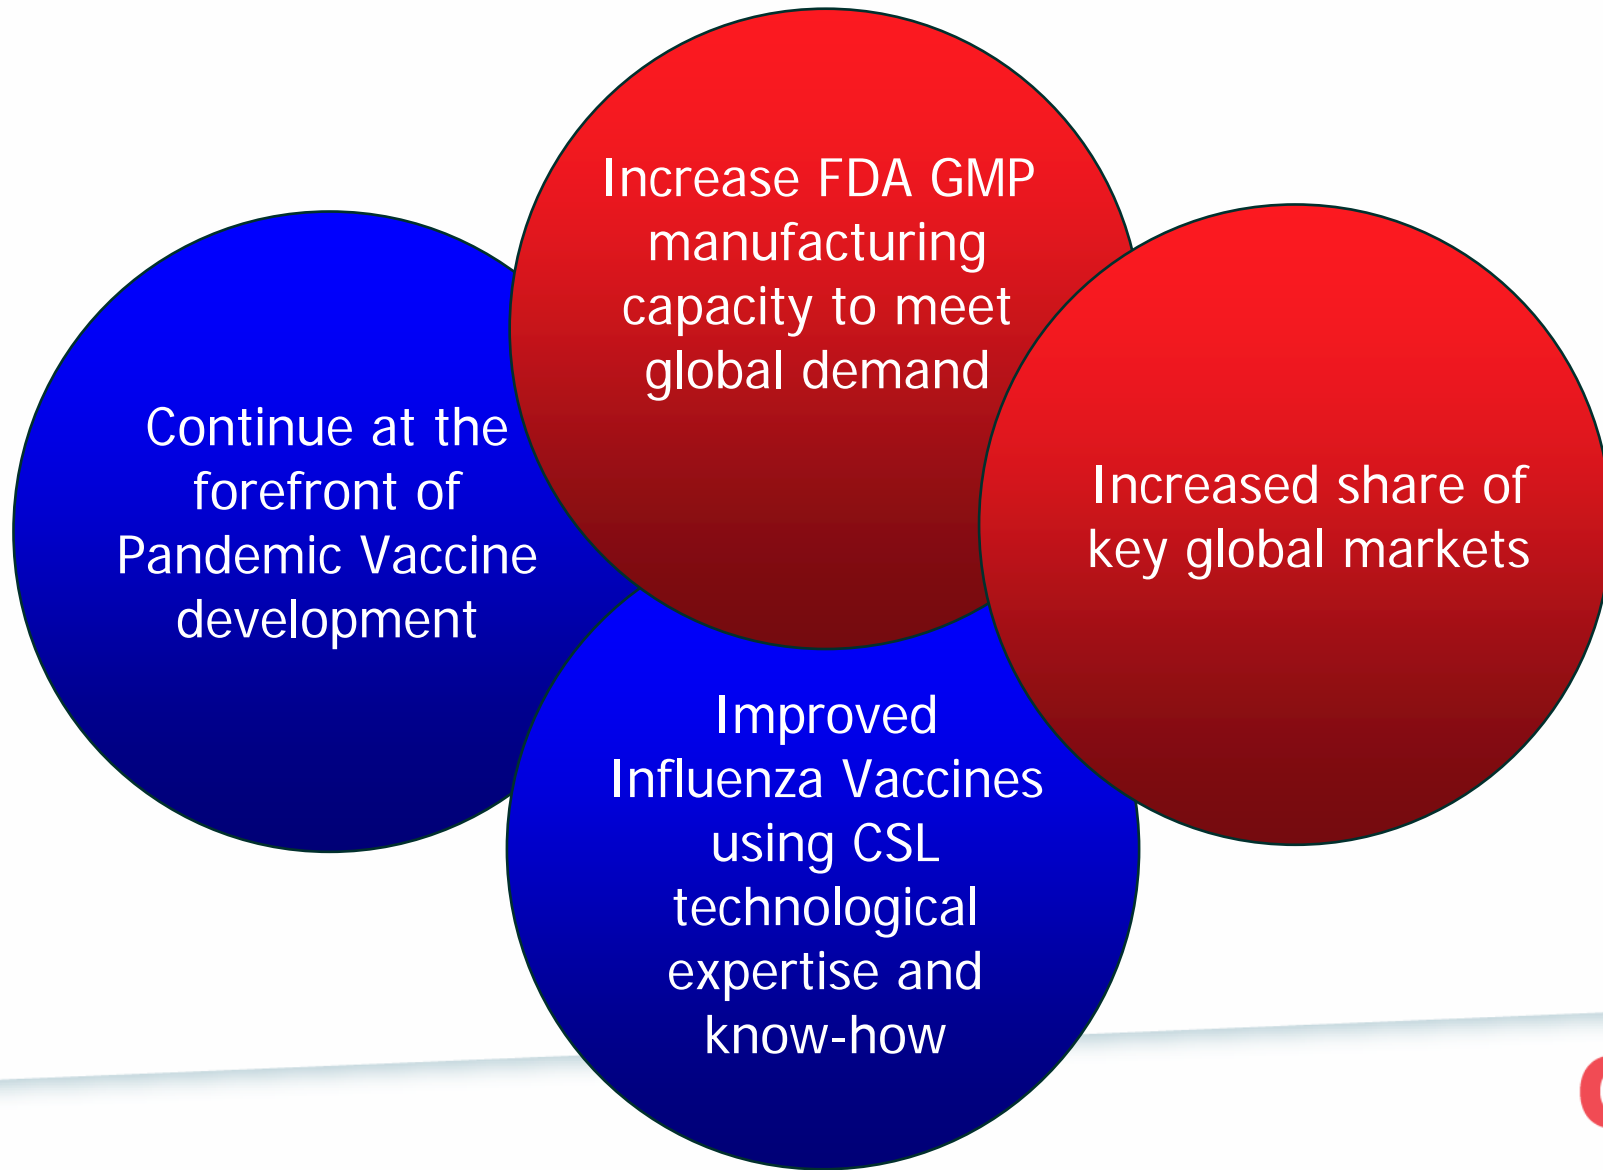 Increase FDA GMP
manufacturing
capacity to meet
global demand
Continue at the
forefront of
Pandemic Vaccine
development
Increased share of
key global markets
Improved
Influenza Vaccines
using CSL
technological
expertise and
know-how